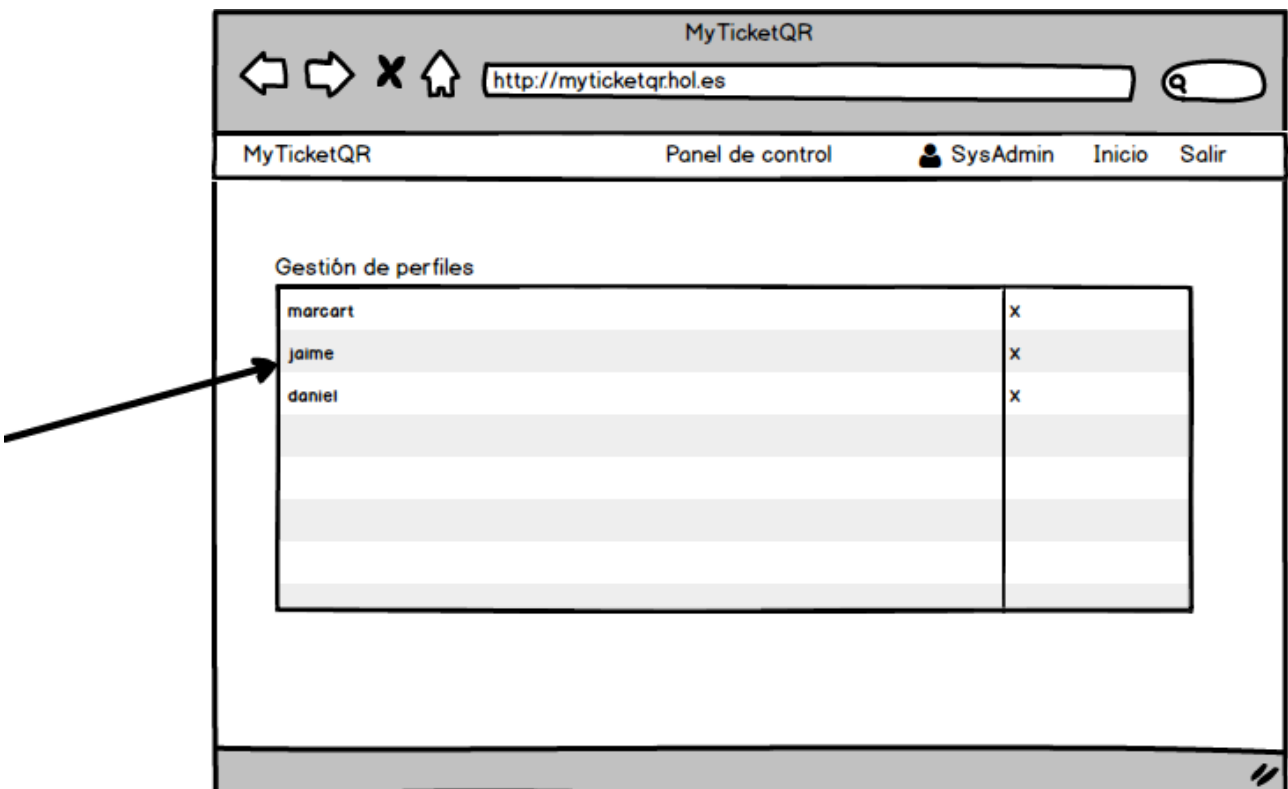 MyTicketQR
http://myticketqr.hol.es
MyTicketQR Panel de control SysAdmin Inicio Salir
Gestión de perfiles
marcart x
jaime x
daniel x